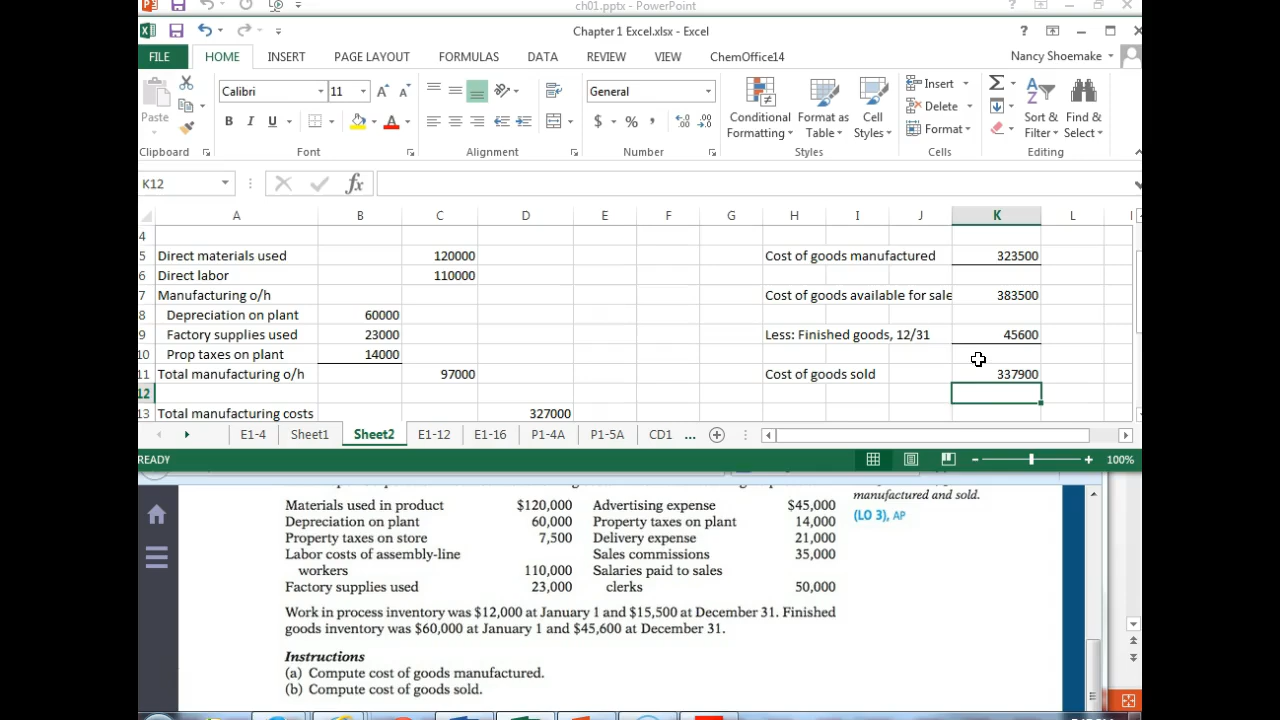 ch01.pptx - PowerPoint
Chapter 1 Excel.xlsx - Excel
FILE HOME INSERT PAGE LAYOUT FORMULAS DATA REVIEW VIEW ChemOffice14 Nancy Shoemake
Calibri 11 General Insert
Paste Conditional Formatting Format as Table Cell Styles Delete Sort & Filter Find & Select
B I U $ % , Format
Clipboard Font Alignment Number Styles Cells Editing
K12 fx
A B C D E F G H I J K L
4
5 Direct materials used 120000 Cost of goods manufactured 323500
6 Direct labor 110000
7 Manufacturing o/h Cost of goods available for sale 383500
8 Depreciation on plant 60000
9 Factory supplies used 23000 Less: Finished goods, 12/31 45600
10 Prop taxes on plant 14000
11 Total manufacturing o/h 97000 Cost of goods sold 337900
12
13 Total manufacturing costs 327000
E1-4 Sheet1 Sheet2 E1-12 E1-16 P1-4A P1-5A CD1 ...
READY 100%
manufactured and sold.
(LO 3), AP
Materials used in product $120,000 Advertising expense $45,000
Depreciation on plant 60,000 Property taxes on plant 14,000
Property taxes on store 7,500 Delivery expense 21,000
Labor costs of assembly-line Sales commissions 35,000
workers 110,000 Salaries paid to sales
Factory supplies used 23,000 clerks 50,000
Work in process inventory was $12,000 at January 1 and $15,500 at December 31. Finished
goods inventory was $60,000 at January 1 and $45,600 at December 31.
Instructions
(a) Compute cost of goods manufactured.
(b) Compute cost of goods sold.